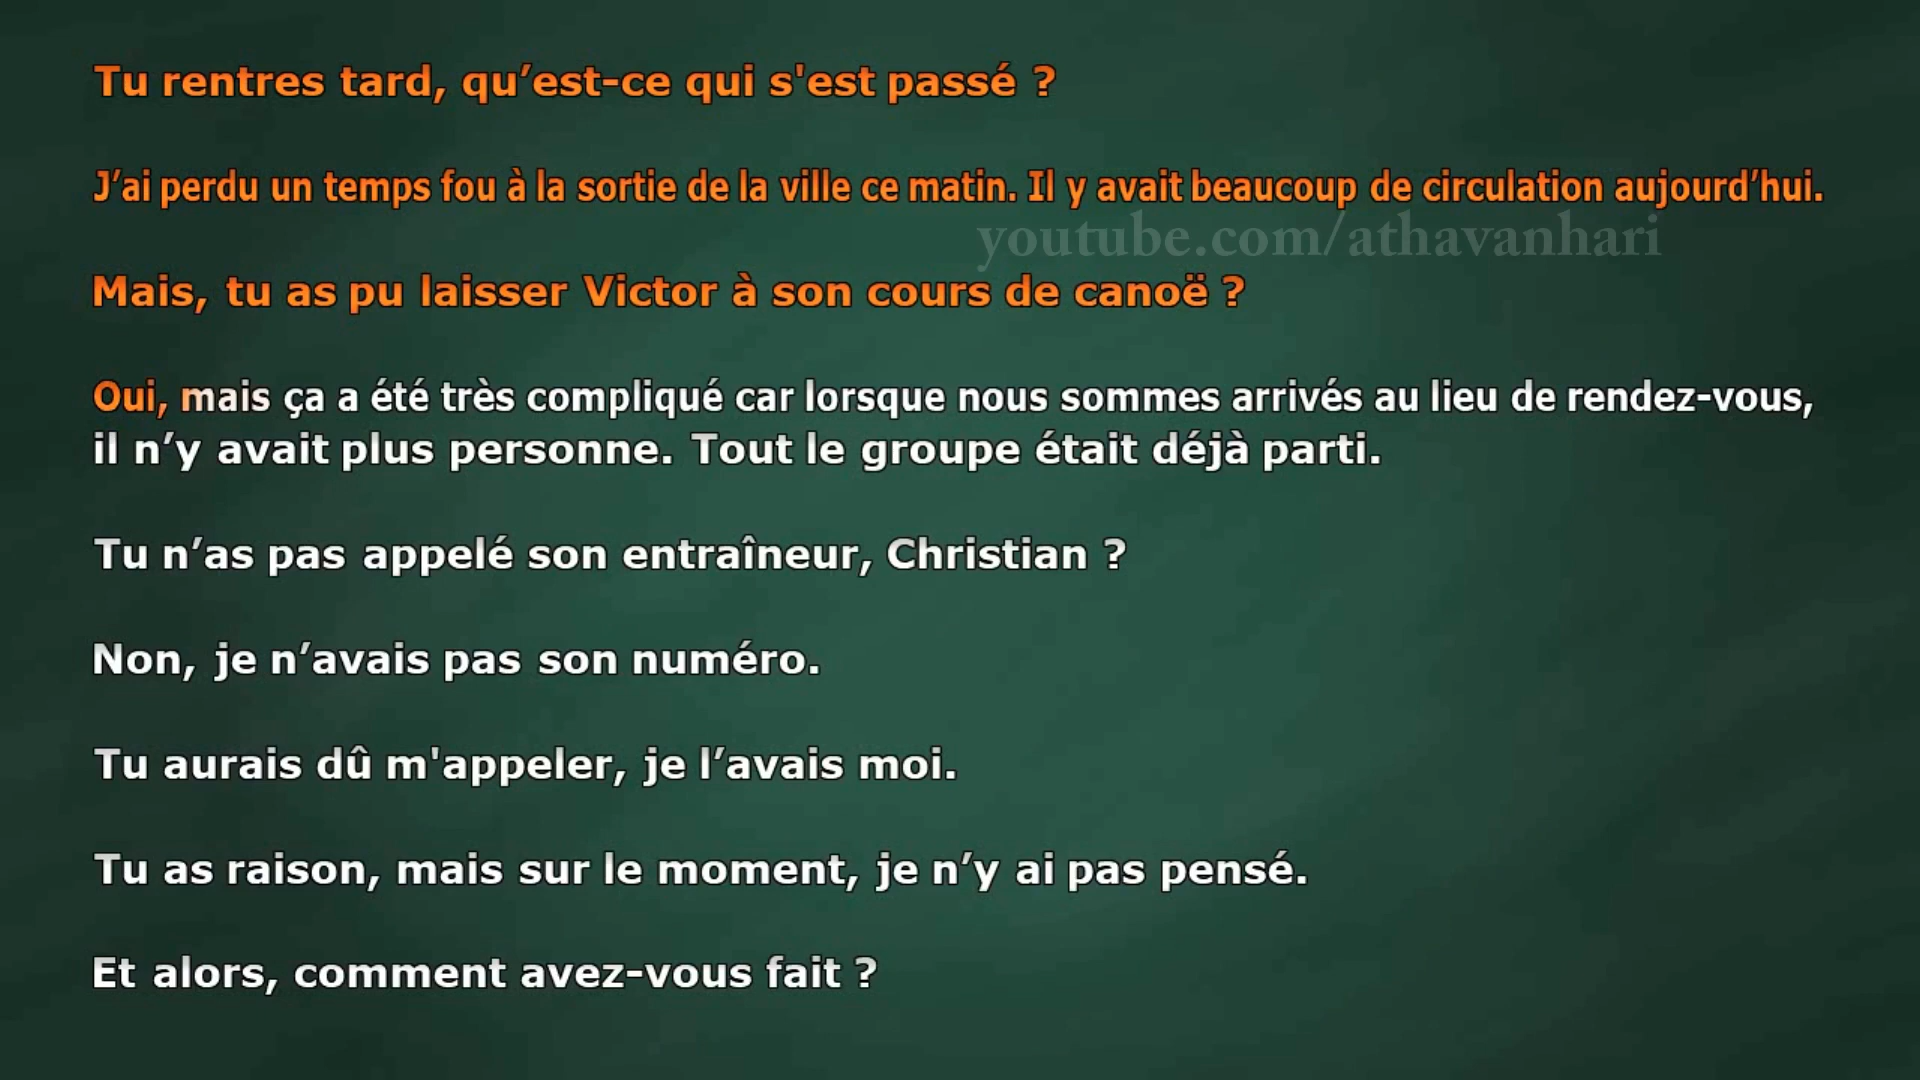 Tu rentres tard, qu’est-ce qui s'est passé ?
J’ai perdu un temps fou à la sortie de la ville ce matin. Il y avait beaucoup de circulation aujourd’hui.
youtube.com/athavanhari
Mais, tu as pu laisser Victor à son cours de canoë ?
Oui, mais ça a été très compliqué car lorsque nous sommes arrivés au lieu de rendez-vous,
il n’y avait plus personne. Tout le groupe était déjà parti.
Tu n’as pas appelé son entraîneur, Christian ?
Non, je n’avais pas son numéro.
Tu aurais dû m'appeler, je l’avais moi.
Tu as raison, mais sur le moment, je n’y ai pas pensé.
Et alors, comment avez-vous fait ?